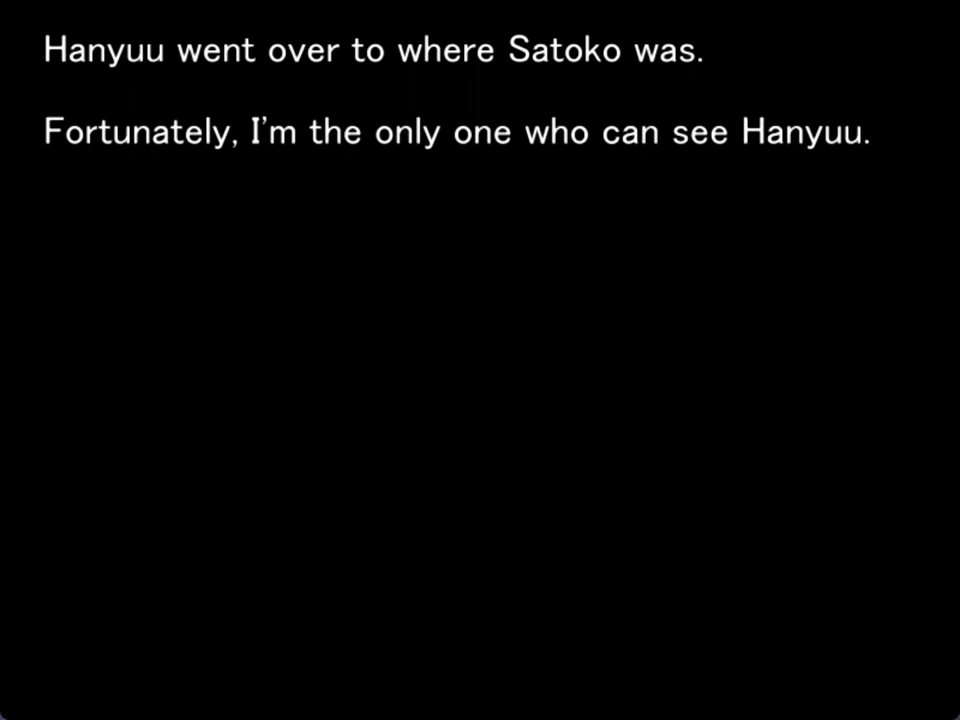 Hanyuu went over to where Satoko was.
Fortunately, I'm the only one who can see Hanyuu.